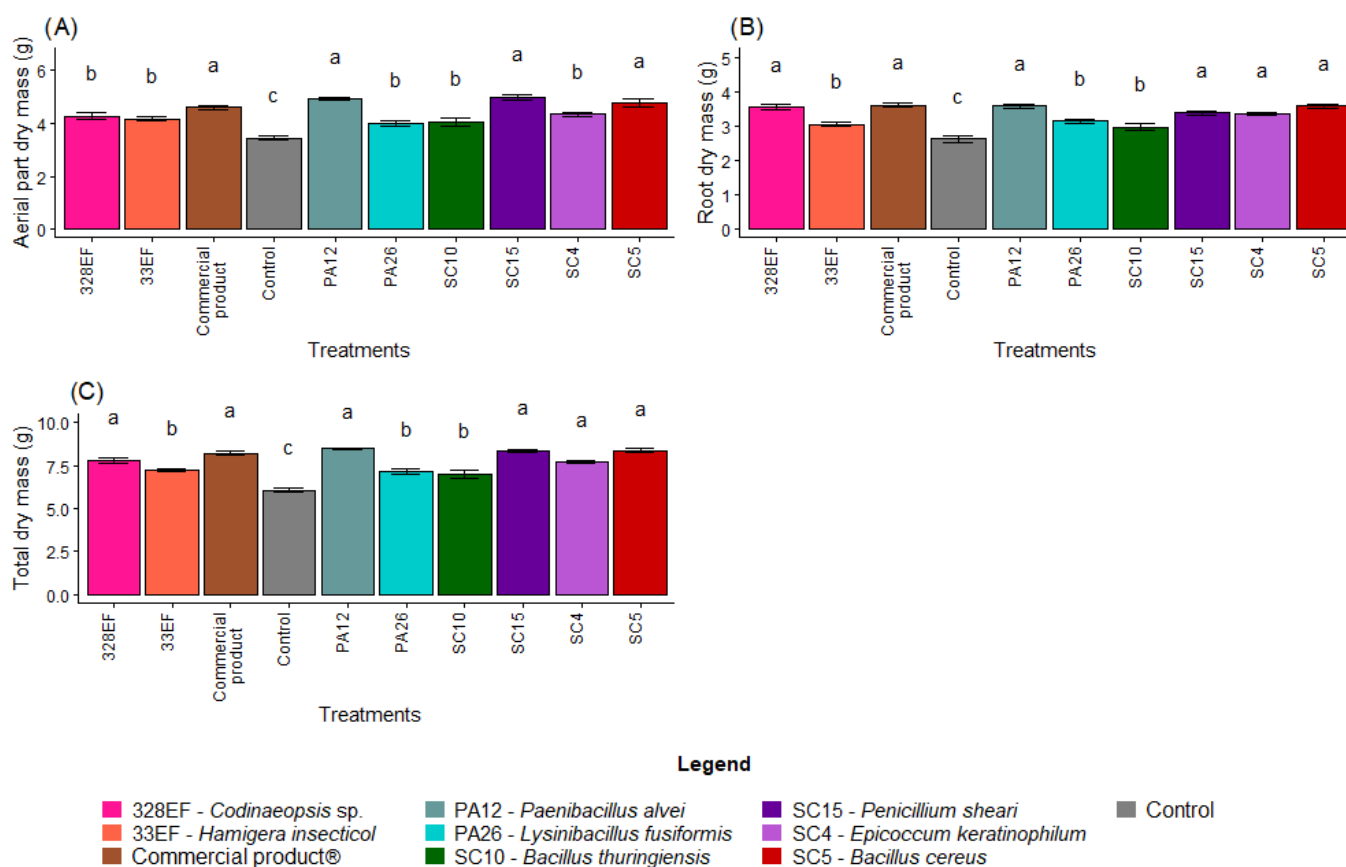 (A)
Aerial part dry mass (g)
6
4
2
0
b
b
a
c
a
b
b
a
b
a
328EF
33EF
Commercial
product
Control
PA12
PA26
SC10
SC15
SC4
SC5
Treatments
(B)
Root dry mass (g)
5
4
3
2
1
0
a
b
a
c
a
b
b
a
a
a
328EF
33EF
Commercial
product
Control
PA12
PA26
SC10
SC15
SC4
SC5
Treatments
(C)
Total dry mass (g)
10.0
7.5
5.0
2.5
0.0
a
b
a
c
a
b
b
a
a
a
328EF
33EF
Commercial
product
Control
PA12
PA26
SC10
SC15
SC4
SC5
Treatments
Legend
328EF - Codinaeopsis sp.
33EF - Hamigera insecticol
Commercial product®
PA12 - Paenibacillus alvei
PA26 - Lysinibacillus fusiformis
SC10 - Bacillus thuringiensis
SC15 - Penicillium sheari
SC4 - Epicoccum keratinophilum
SC5 - Bacillus cereus
Control